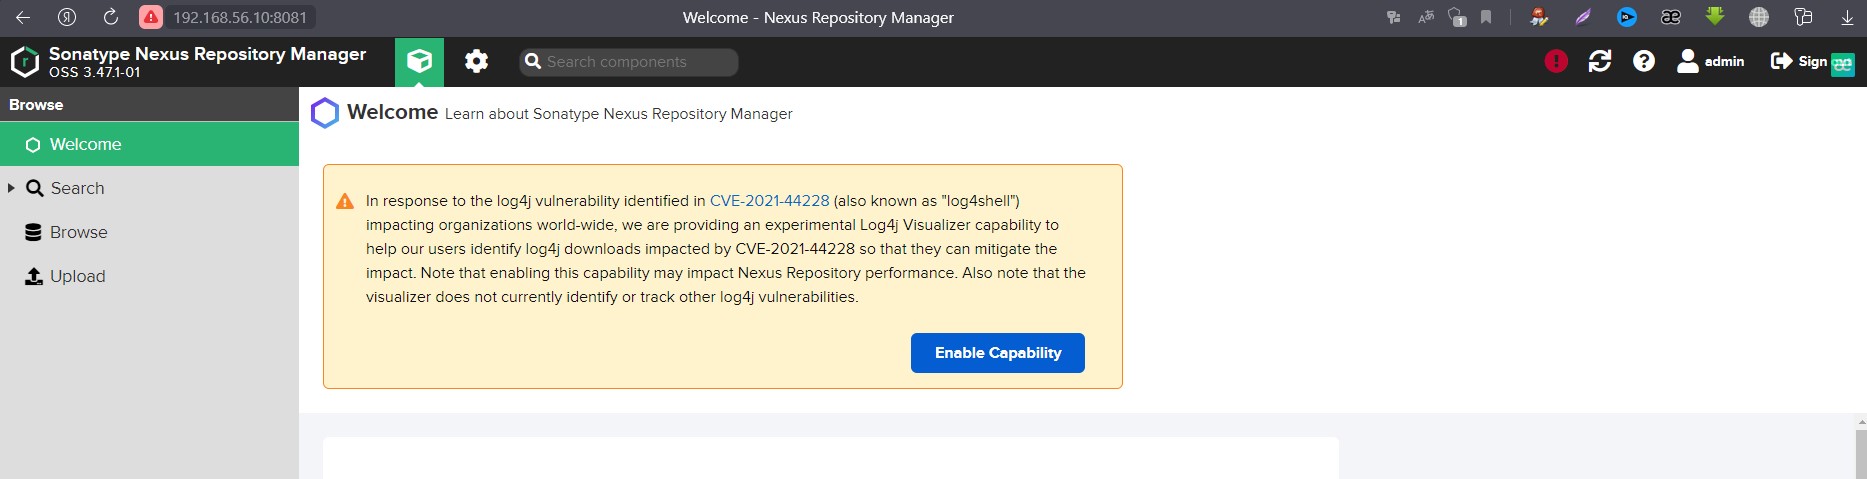 192.168.56.10:8081
Welcome - Nexus Repository Manager
1
Sonatype Nexus Repository Manager
OSS 3.47.1-01
Search components
admin
Sign
Browse
Welcome
Search
Browse
Upload
Welcome Learn about Sonatype Nexus Repository Manager
In response to the log4j vulnerability identified in CVE-2021-44228 (also known as "log4shell")
impacting organizations world-wide, we are providing an experimental Log4j Visualizer capability to
help our users identify log4j downloads impacted by CVE-2021-44228 so that they can mitigate the
impact. Note that enabling this capability may impact Nexus Repository performance. Also note that the
visualizer does not currently identify or track other log4j vulnerabilities.
Enable Capability